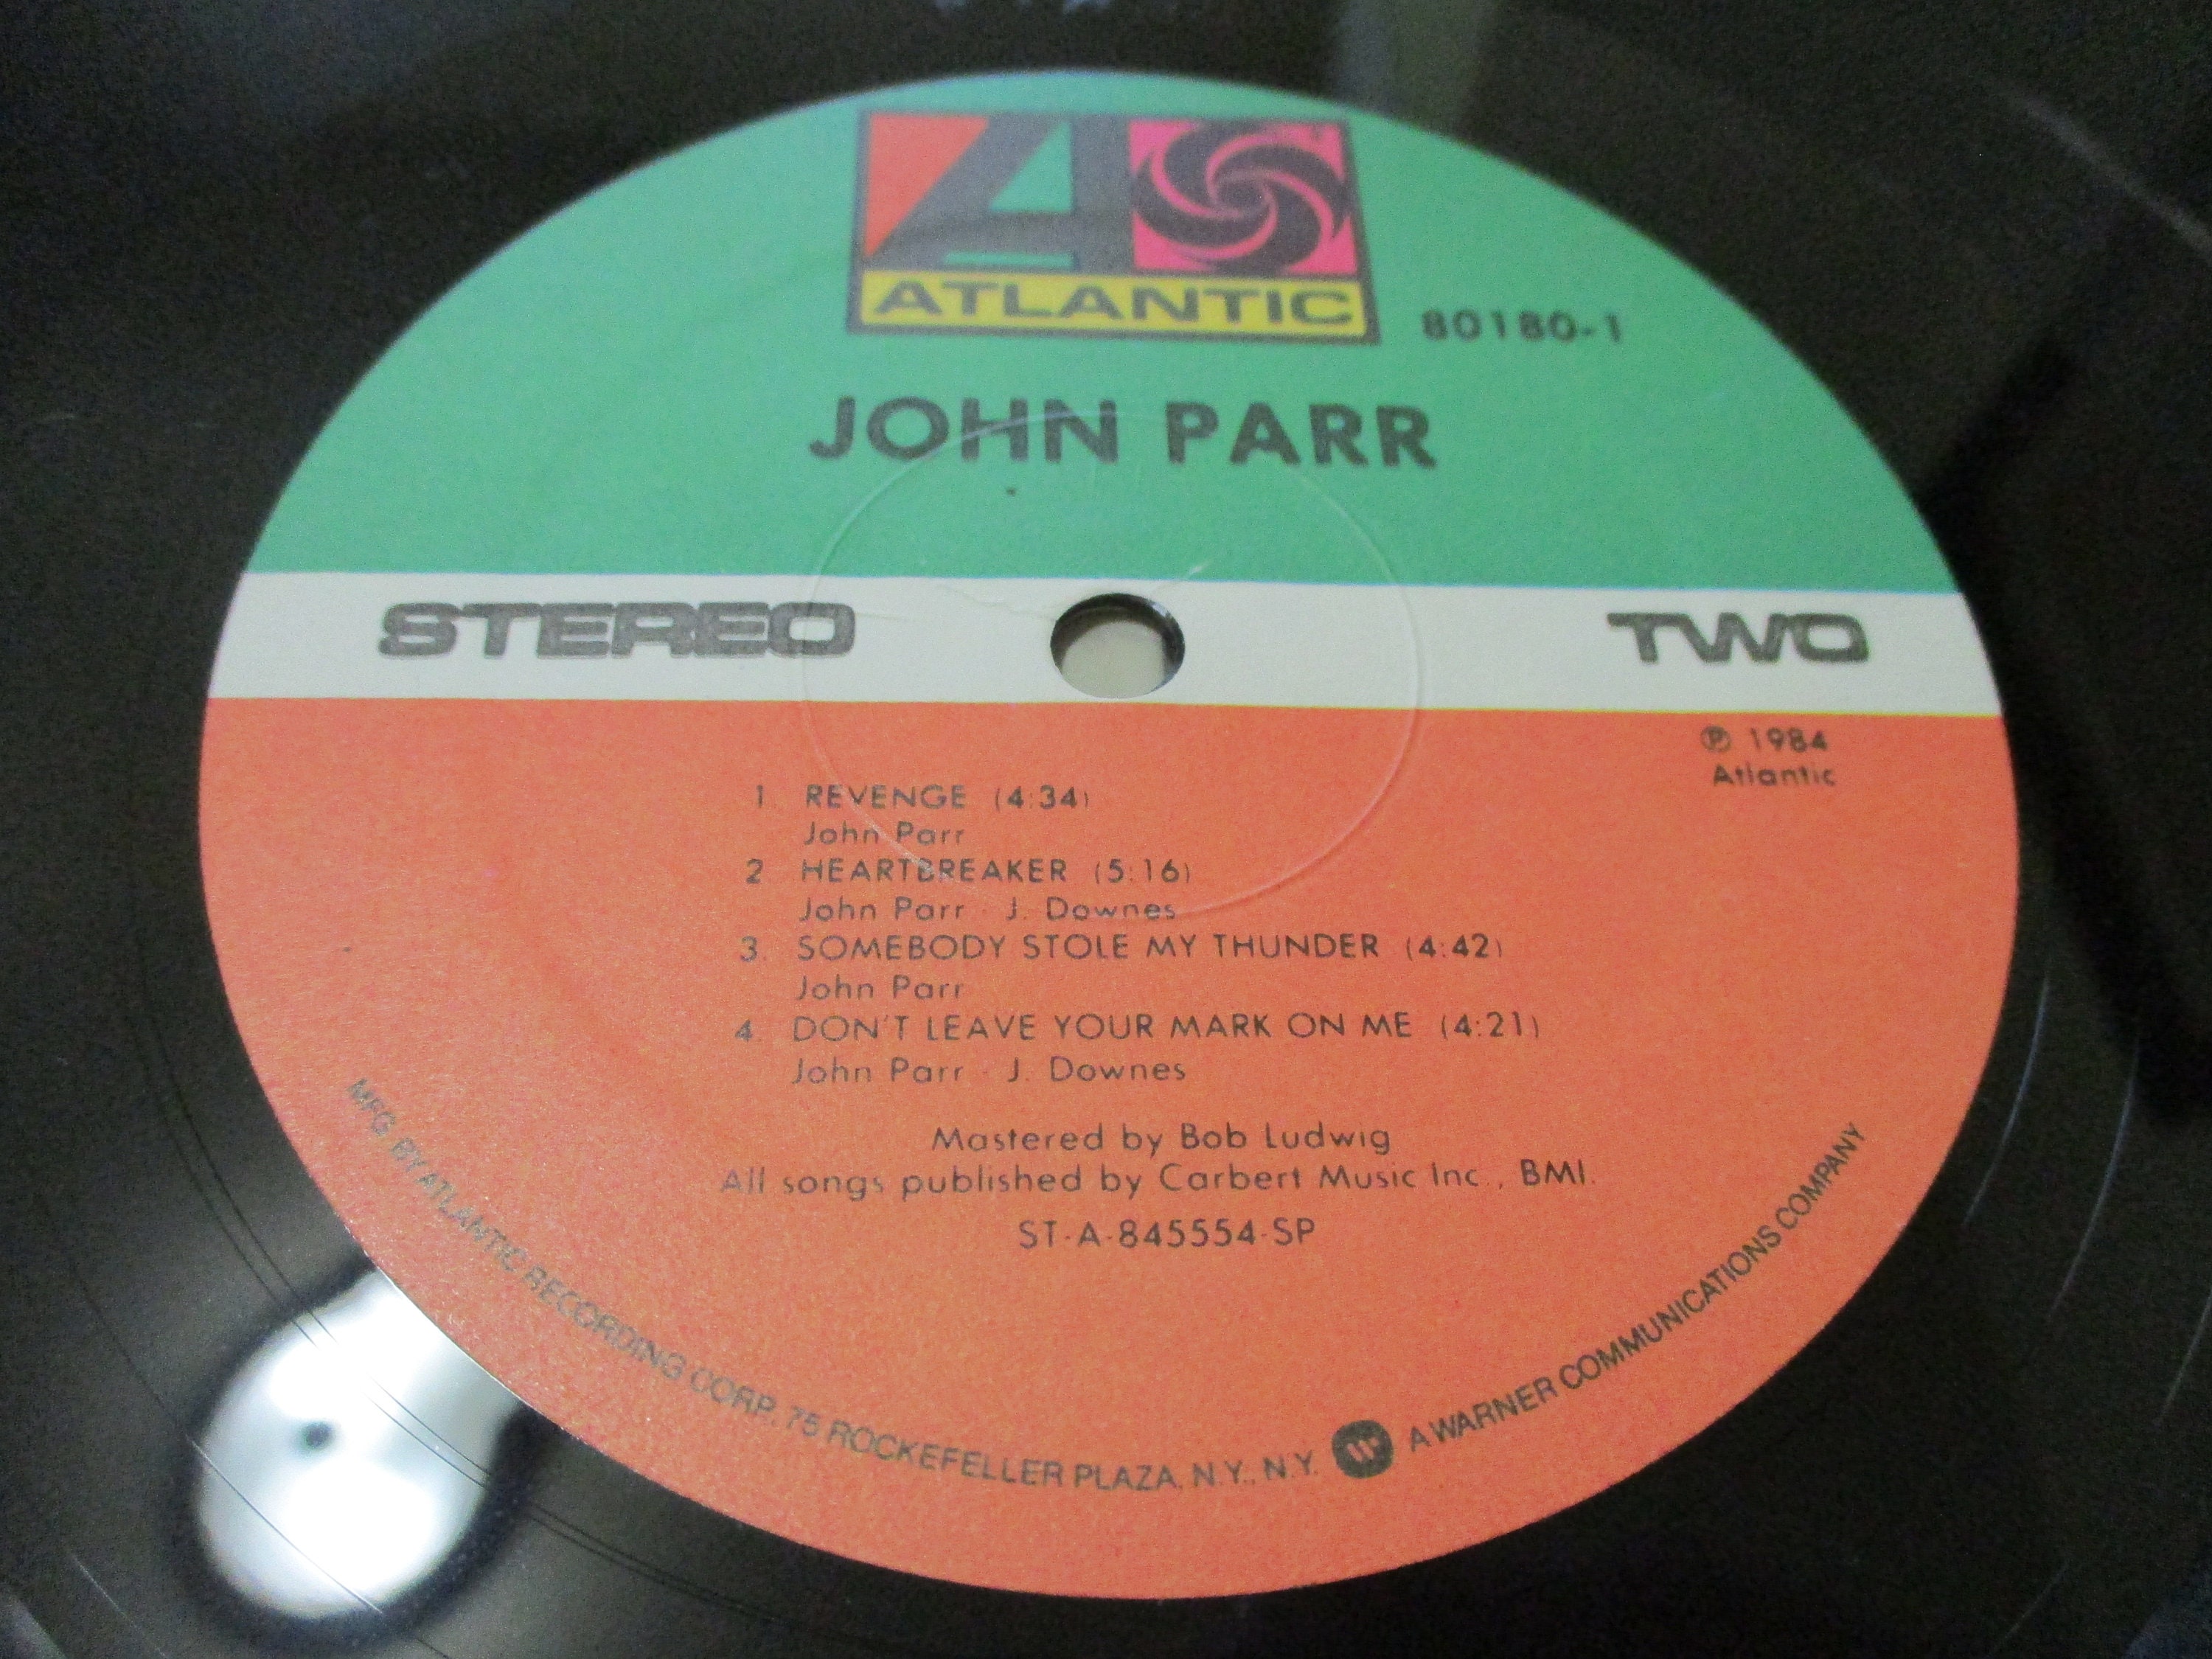 ATLANTIC
80180-1
JOHN PARR
STEREO
TWO
℗ 1984
Atlantic
1. REVENGE (4:34)
John Parr
2. HEARTBREAKER (5:16)
John Parr - J. Downes
3. SOMEBODY STOLE MY THUNDER (4:42)
John Parr
4. DON'T LEAVE YOUR MARK ON ME (4:21)
John Parr - J. Downes
Mastered by Bob Ludwig
All songs published by Carbert Music Inc., BMI.
ST-A-845554-SP
MFG. BY ATLANTIC RECORDING CORP., 75 ROCKEFELLER PLAZA, N.Y., N.Y. W A WARNER COMMUNICATIONS COMPANY